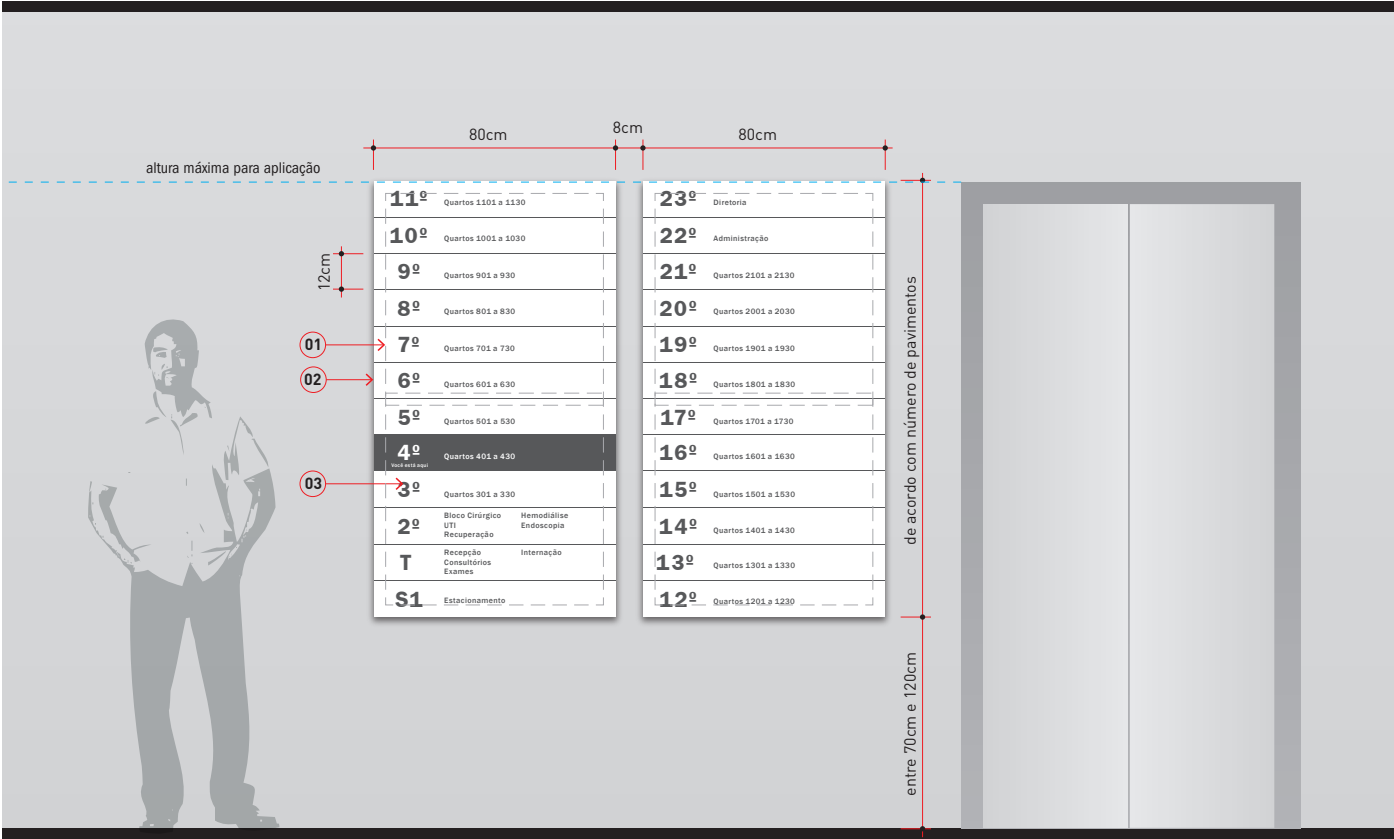 80cm
8cm
80cm
altura máxima para aplicação
12cm
01
02
03
11º Quartos 1101 a 1130
10º Quartos 1001 a 1030
9º Quartos 901 a 930
8º Quartos 801 a 830
7º Quartos 701 a 730
6º Quartos 601 a 630
5º Quartos 501 a 530
4º Quartos 401 a 430
Você está aqui
3º Quartos 301 a 330
2º Bloco Cirúrgico Hemodiálise
UTI Endoscopia
Recuperação
T Recepção Internação
Consultórios
Exames
S1 Estacionamento
23º Diretoria
22º Administração
21º Quartos 2101 a 2130
20º Quartos 2001 a 2030
19º Quartos 1901 a 1930
18º Quartos 1801 a 1830
17º Quartos 1701 a 1730
16º Quartos 1601 a 1630
15º Quartos 1501 a 1530
14º Quartos 1401 a 1430
13º Quartos 1301 a 1330
12º Quartos 1201 a 1230
de acordo com número de pavimentos
entre 70cm e 120cm